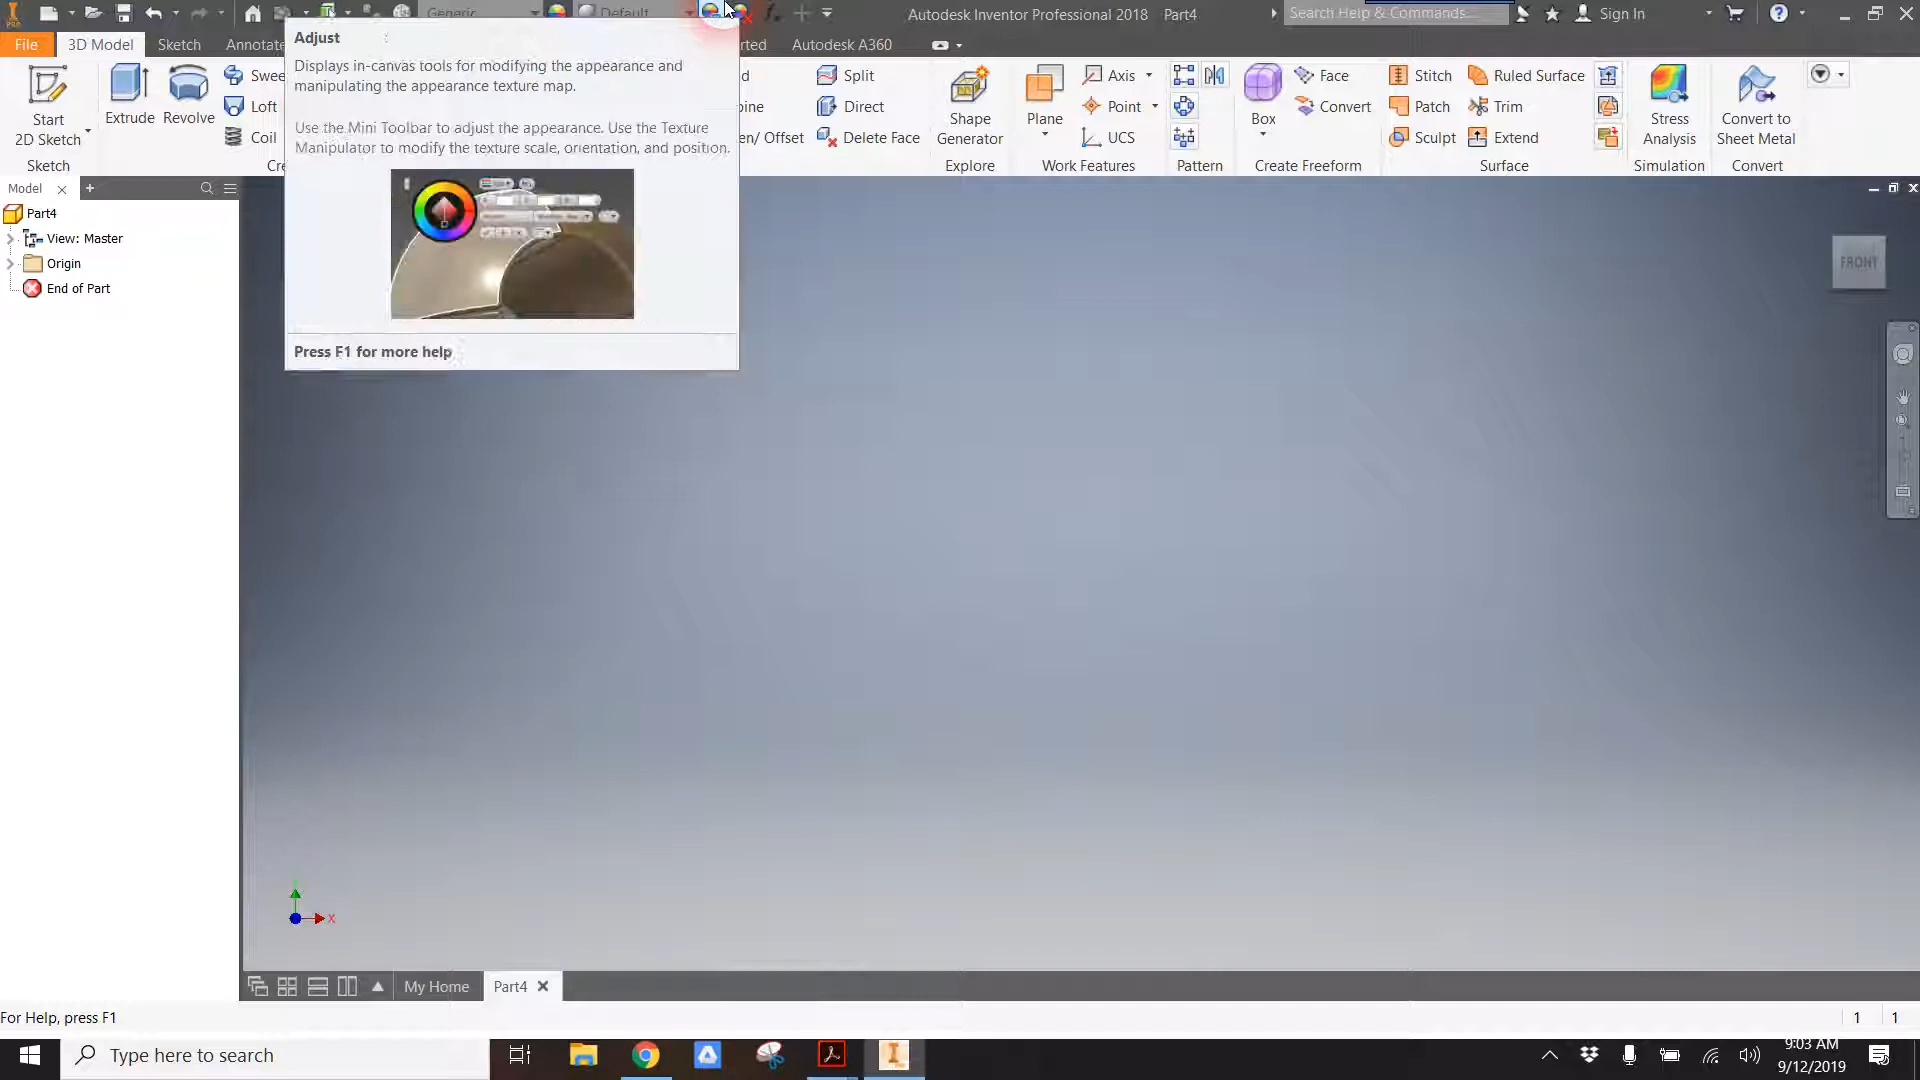 Generic
Default
Autodesk Inventor Professional 2018 Part4
Search Help & Commands...
Sign In
File
3D Model
Sketch
Annotate
Autodesk A360
Adjust
Displays in-canvas tools for modifying the appearance and
manipulating the appearance texture map.
Use the Mini Toolbar to adjust the appearance. Use the Texture
Manipulator to modify the texture scale, orientation, and position.
Press F1 for more help
Start
2D Sketch
Sketch
Extrude
Revolve
Loft
Coil
Split
Direct
Delete Face
Shape
Generator
Explore
Plane
Axis
Point
UCS
Work Features
Pattern
Box
Face
Convert
Create Freeform
Stitch
Patch
Sculpt
Ruled Surface
Trim
Extend
Surface
Stress
Analysis
Simulation
Convert to
Sheet Metal
Convert
Model
Part4
View: Master
Origin
End of Part
FRONT
X
My Home
Part4
For Help, press F1
1 1
Type here to search
9:03 AM
9/12/2019